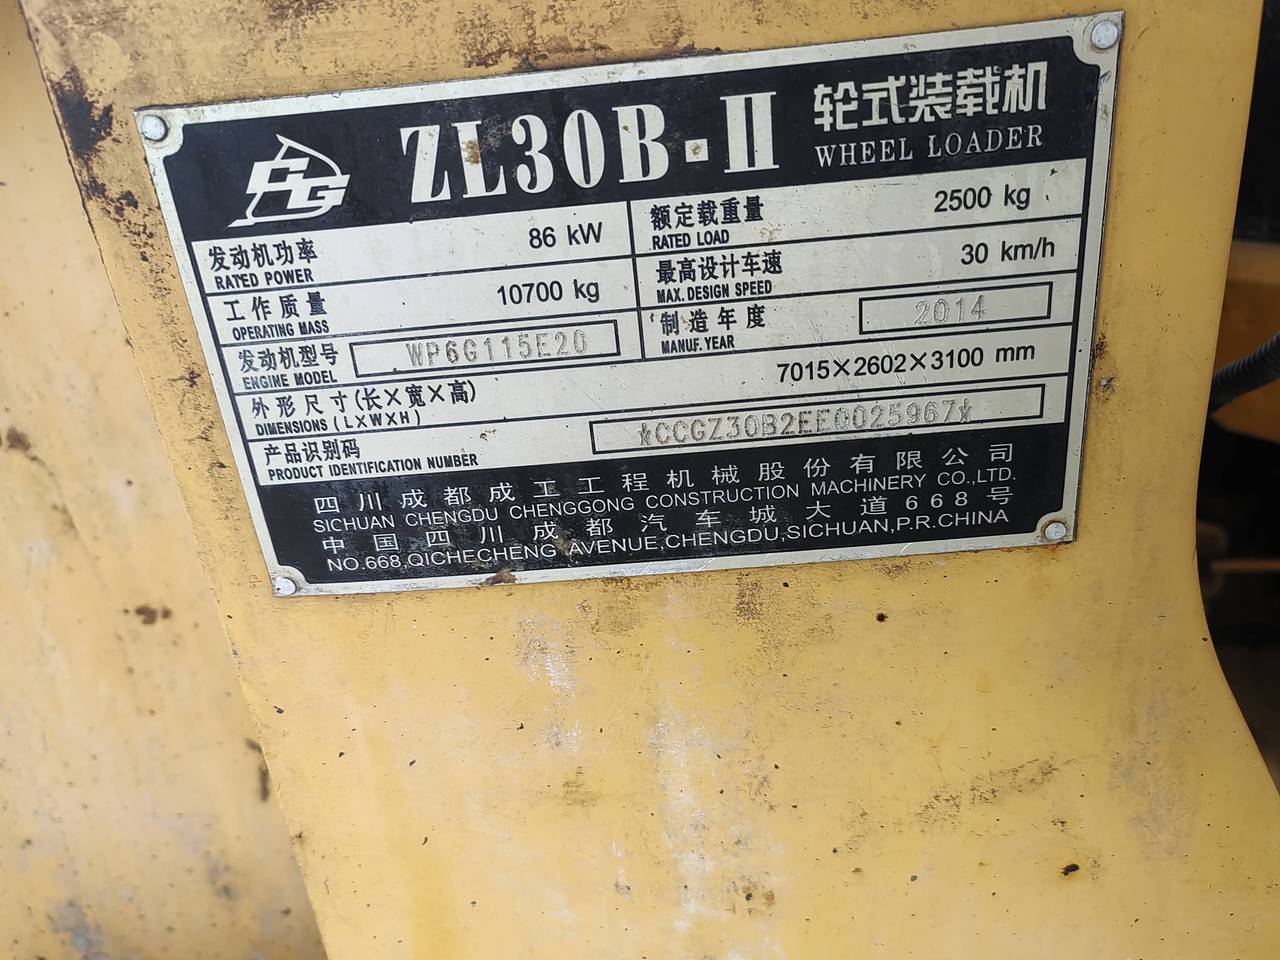 CG ZL30B-II 轮式装载机
WHEEL LOADER
发动机功率 86 kW 额定载重量 2500 kg
RATED POWER RATED LOAD
工作质量 10700 kg 最高设计车速 30 km/h
OPERATING MASS MAX. DESIGN SPEED
发动机型号 WP6G115E20 制造年度 2014
ENGINE MODEL MANUF. YEAR
外形尺寸(长×宽×高) 7015×2602×3100 mm
DIMENSIONS (L×W×H)
产品识别码 ★CCGZ30B2EE0025967★
PRODUCT IDENTIFICATION NUMBER
四川成都成工工程机械股份有限公司
SICHUAN CHENGDU CHENGGONG CONSTRUCTION MACHINERY CO.,LTD.
中国四川成都汽车城大道668号
NO.668,QICHECHENG AVENUE,CHENGDU,SICHUAN,P.R.CHINA